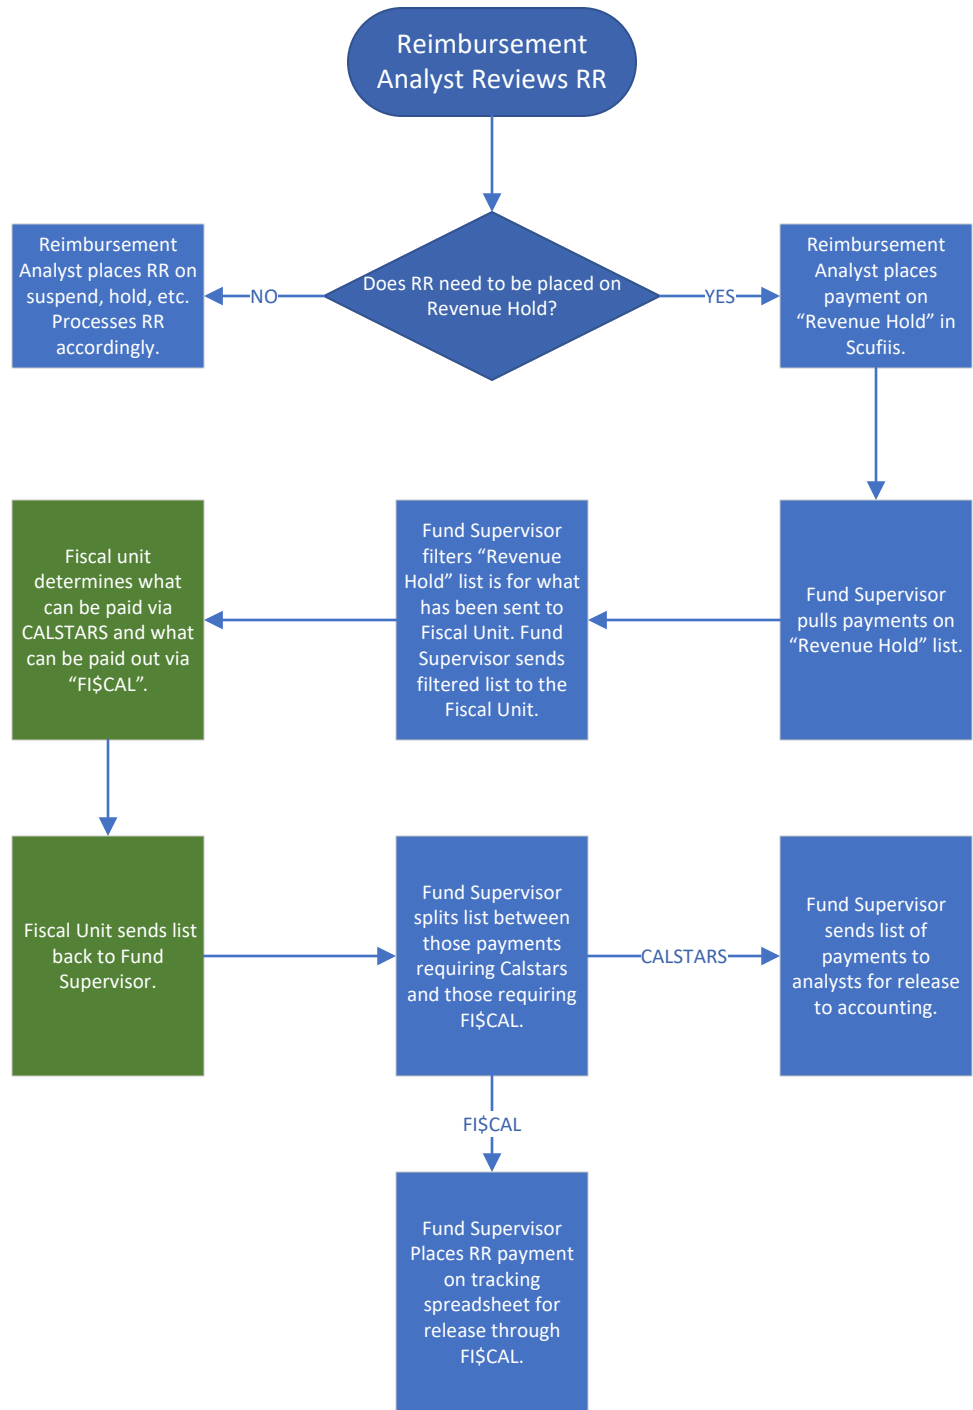 Reimbursement
Analyst Reviews RR
Does RR need to be placed on
Revenue Hold?
NO
Reimbursement
Analyst places RR on
suspend, hold, etc.
Processes RR
accordingly.
YES
Reimbursement
Analyst places
payment on
“Revenue Hold” in
Scufiis.
Fund Supervisor
pulls payments on
“Revenue Hold” list.
Fund Supervisor
filters “Revenue
Hold” list is for what
has been sent to
Fiscal Unit. Fund
Supervisor sends
filtered list to the
Fiscal Unit.
Fiscal unit
determines what
can be paid via
CALSTARS and what
can be paid out via
“FI$CAL”.
Fiscal Unit sends list
back to Fund
Supervisor.
Fund Supervisor
splits list between
those payments
requiring Calstars
and those requiring
FI$CAL.
CALSTARS
Fund Supervisor
sends list of
payments to
analysts for release
to accounting.
FI$CAL
Fund Supervisor
Places RR payment
on tracking
spreadsheet for
release through
FI$CAL.